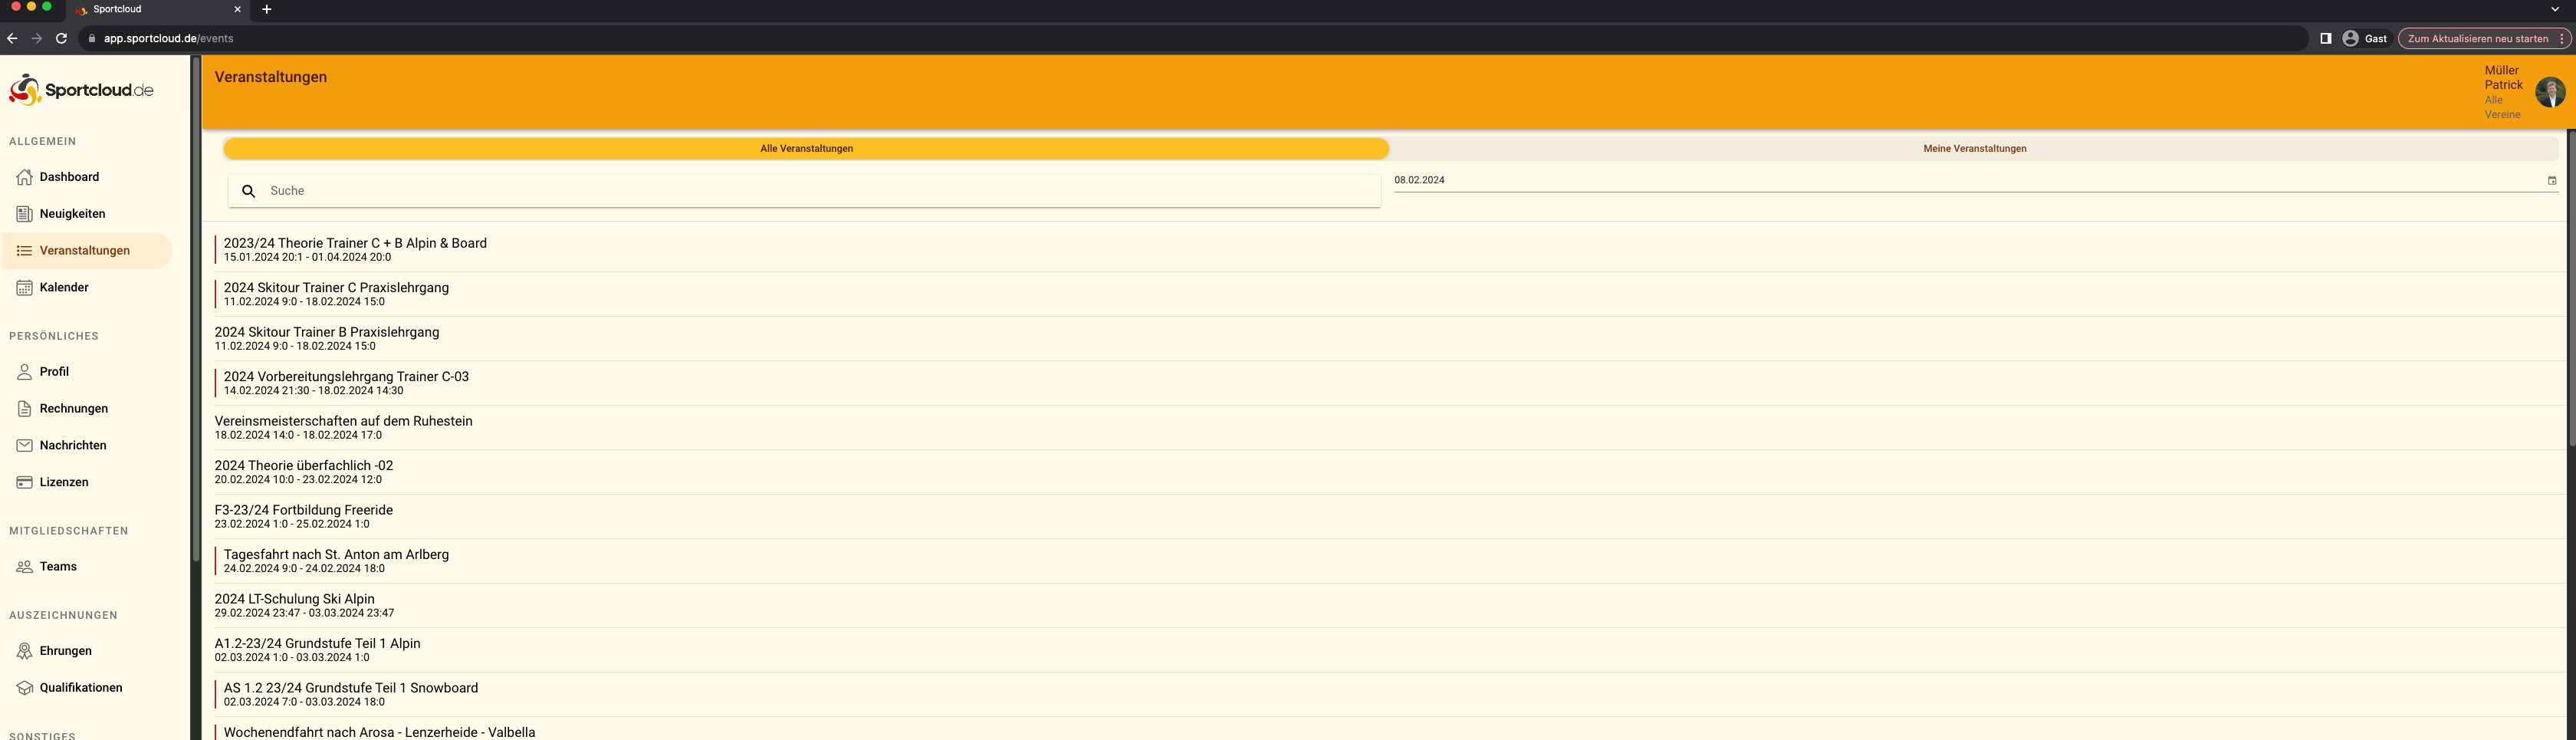 Sportcloud
app.sportcloud.de/events
Gast
Zum Aktualisieren neu starten
Sportcloud.de
ALLGEMEIN
Dashboard
Neuigkeiten
Veranstaltungen
Kalender
PERSÖNLICHES
Profil
Rechnungen
Nachrichten
Lizenzen
MITGLIEDSCHAFTEN
Teams
AUSZEICHNUNGEN
Ehrungen
Qualifikationen
SONSTIGES
Veranstaltungen
Müller
Patrick
Alle
Vereine
Alle Veranstaltungen
Meine Veranstaltungen
Suche
08.02.2024
2023/24 Theorie Trainer C + B Alpin & Board
15.01.2024 20:1 - 01.04.2024 20:0
2024 Skitour Trainer C Praxislehrgang
11.02.2024 9:0 - 18.02.2024 15:0
2024 Skitour Trainer B Praxislehrgang
11.02.2024 9:0 - 18.02.2024 15:0
2024 Vorbereitungslehrgang Trainer C-03
14.02.2024 21:30 - 18.02.2024 14:30
Vereinsmeisterschaften auf dem Ruhestein
18.02.2024 14:0 - 18.02.2024 17:0
2024 Theorie überfachlich -02
20.02.2024 10:0 - 23.02.2024 12:0
F3-23/24 Fortbildung Freeride
23.02.2024 1:0 - 25.02.2024 1:0
Tagesfahrt nach St. Anton am Arlberg
24.02.2024 9:0 - 24.02.2024 18:0
2024 LT-Schulung Ski Alpin
29.02.2024 23:47 - 03.03.2024 23:47
A1.2-23/24 Grundstufe Teil 1 Alpin
02.03.2024 1:0 - 03.03.2024 1:0
AS 1.2 23/24 Grundstufe Teil 1 Snowboard
02.03.2024 7:0 - 03.03.2024 18:0
Wochenendfahrt nach Arosa - Lenzerheide - Valbella